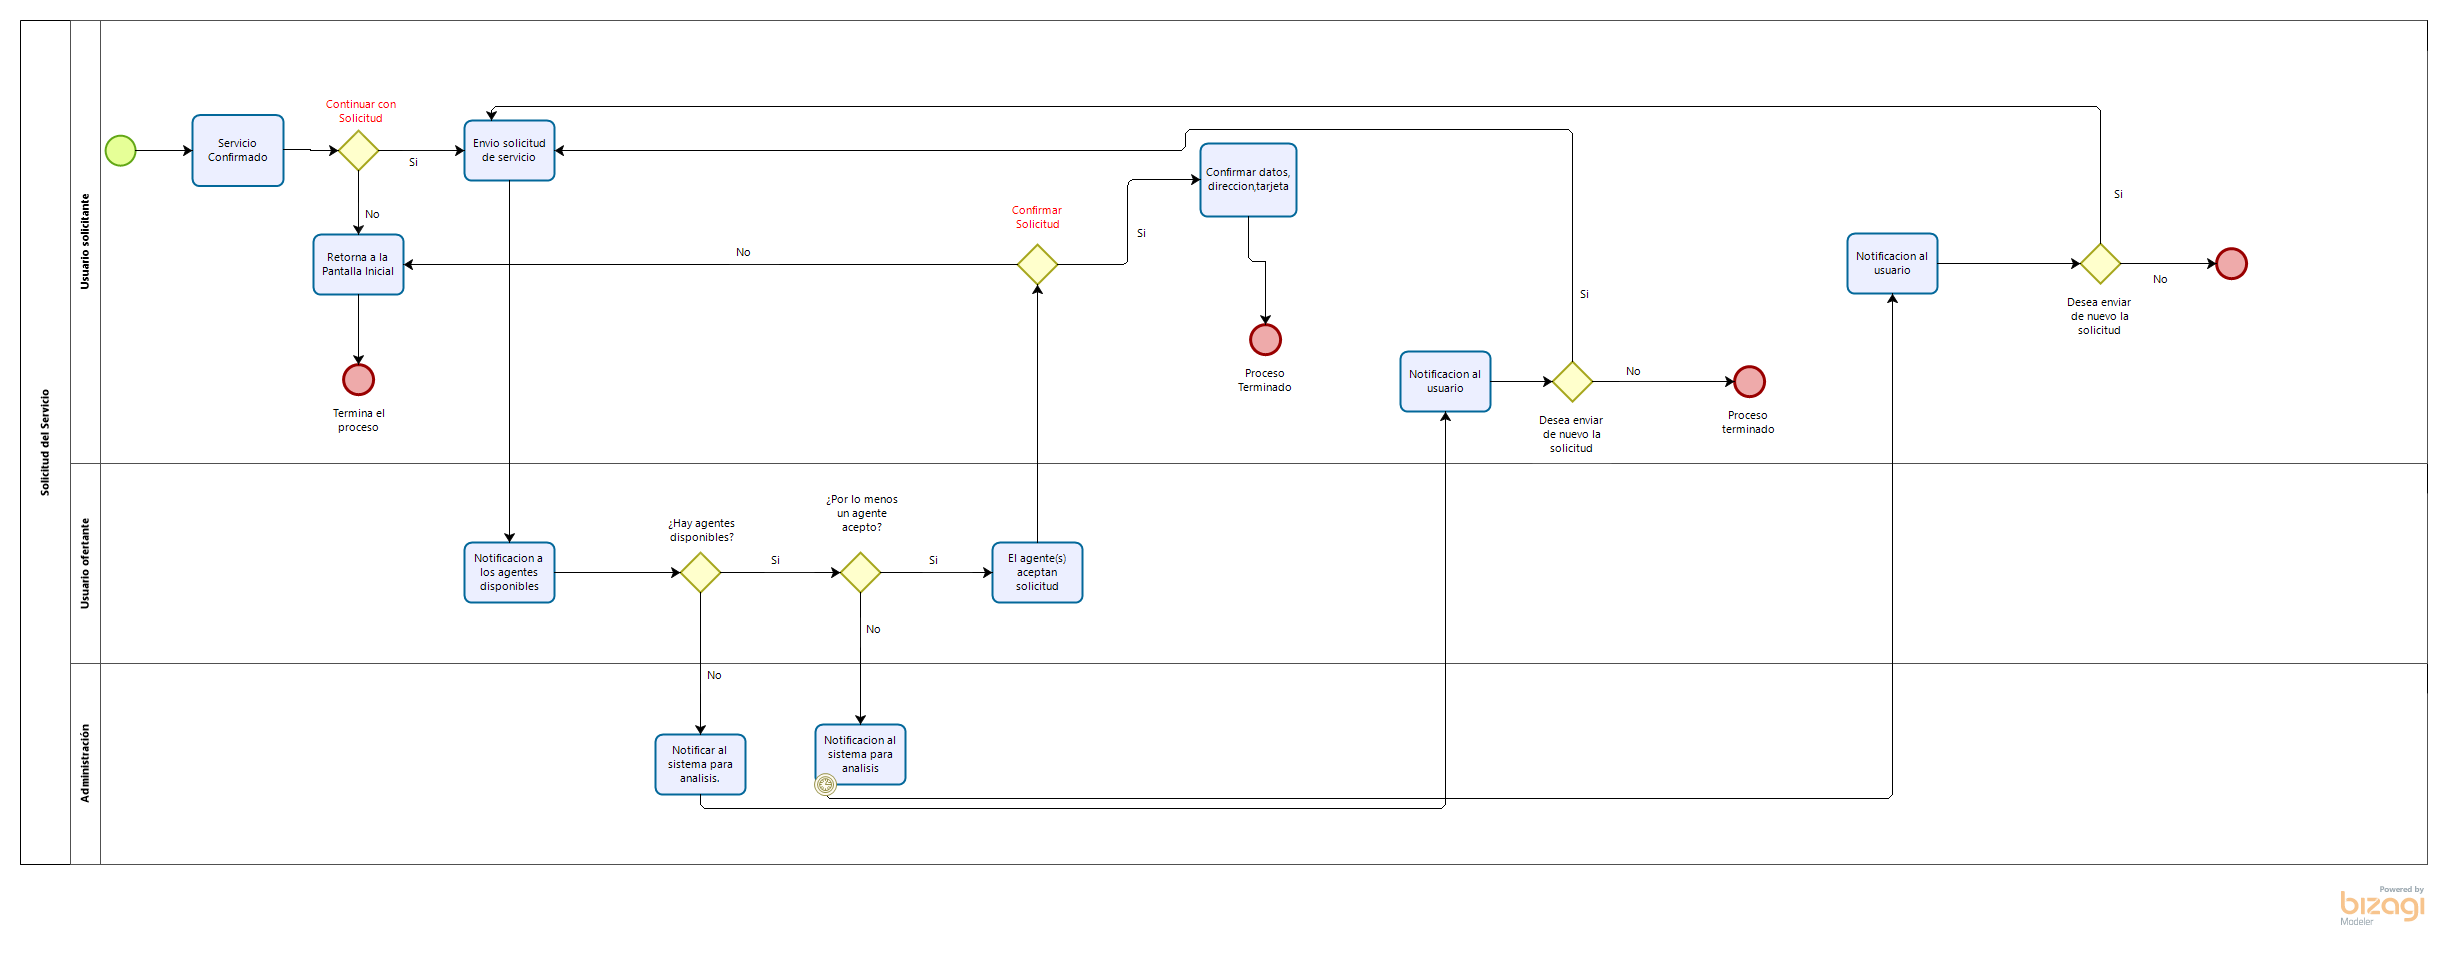 Solicitud del Servicio
Usuario solicitante
Servicio
Confirmado
Continuar con
Solicitud
Si
No
Envio solicitud
de servicio
Retorna a la
Pantalla Inicial
Termina el
proceso
No
Confirmar
Solicitud
Si
Confirmar datos,
direccion,tarjeta
Proceso
Terminado
Notificacion al
usuario
Si
Desea enviar
de nuevo la
solicitud
No
Proceso
terminado
Notificacion al
usuario
Si
Desea enviar
de nuevo la
solicitud
No
Usuario ofertante
Notificacion a
los agentes
disponibles
¿Hay agentes
disponibles?
Si
No
¿Por lo menos
un agente
acepto?
Si
No
El agente(s)
aceptan
solicitud
Administración
Notificar al
sistema para
analisis.
Notificacion al
sistema para
analisis
Powered by
bizagi
Modeler